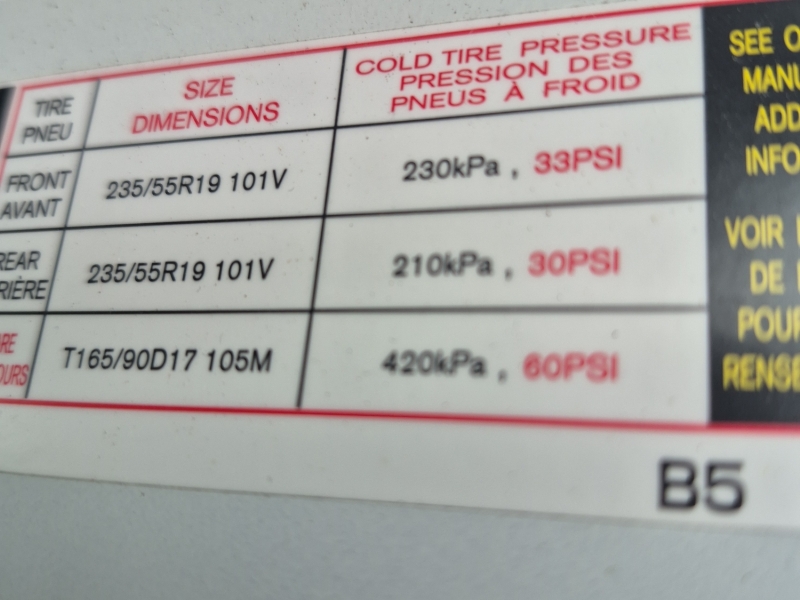 TIRE
PNEU
SIZE
DIMENSIONS
COLD TIRE PRESSURE
PRESSION DES
PNEUS À FROID
FRONT
AVANT
235/55R19 101V
230kPa , 33PSI
REAR
RIÈRE
235/55R19 101V
210kPa , 30PSI
T165/90D17 105M
420kPa , 60PSI
SEE
MANU
ADD
INFO
VOIR
DE
POUR
RENSE
B5